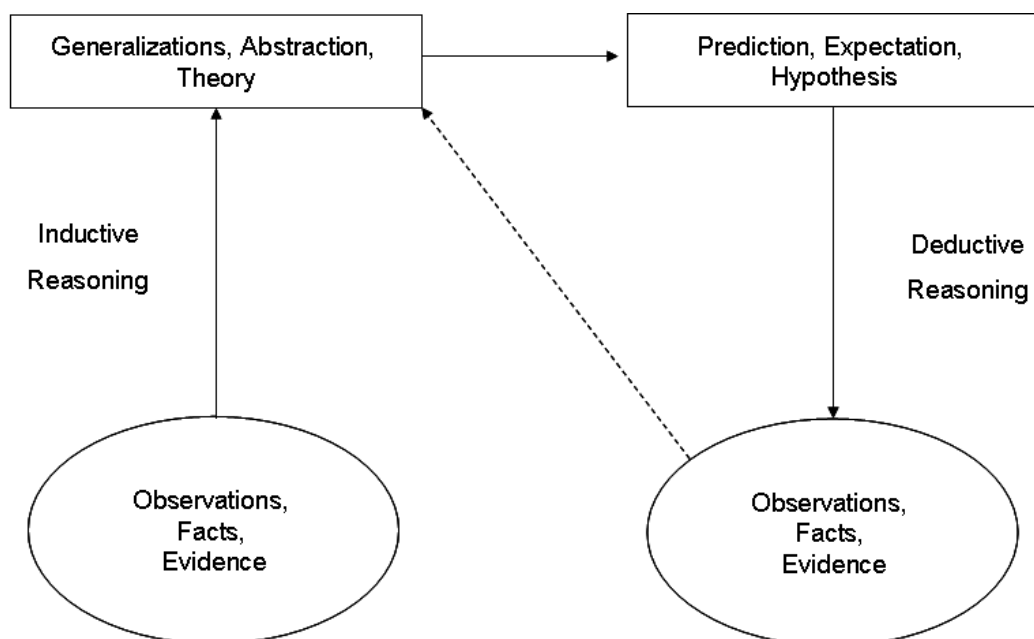 Generalizations, Abstraction,
Theory
Prediction, Expectation,
Hypothesis
Inductive
Reasoning
Deductive
Reasoning
Observations,
Facts,
Evidence
Observations,
Facts,
Evidence